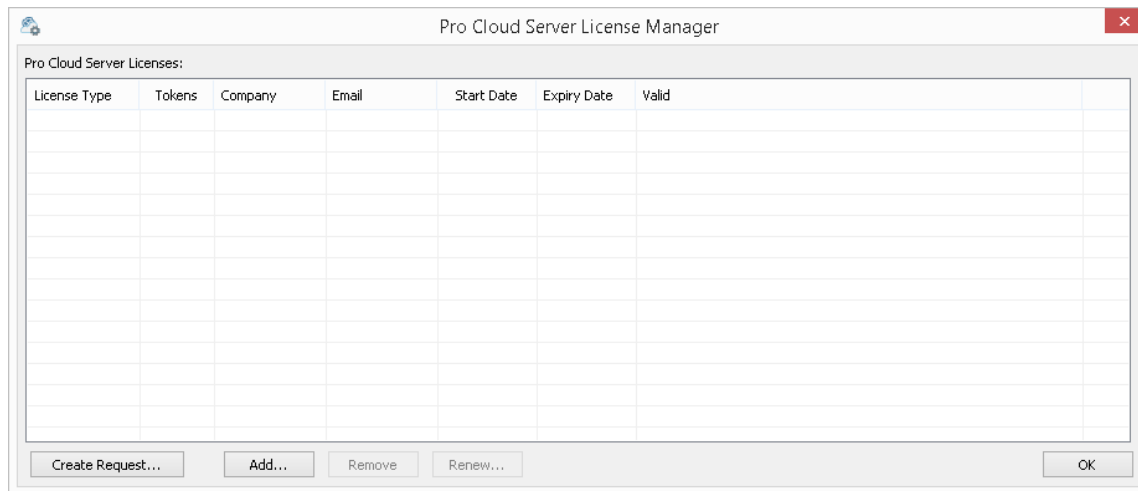 Pro Cloud Server License Manager
Pro Cloud Server Licenses:
License Type Tokens Company Email Start Date Expiry Date Valid
Create Request... Add... Remove Renew... OK